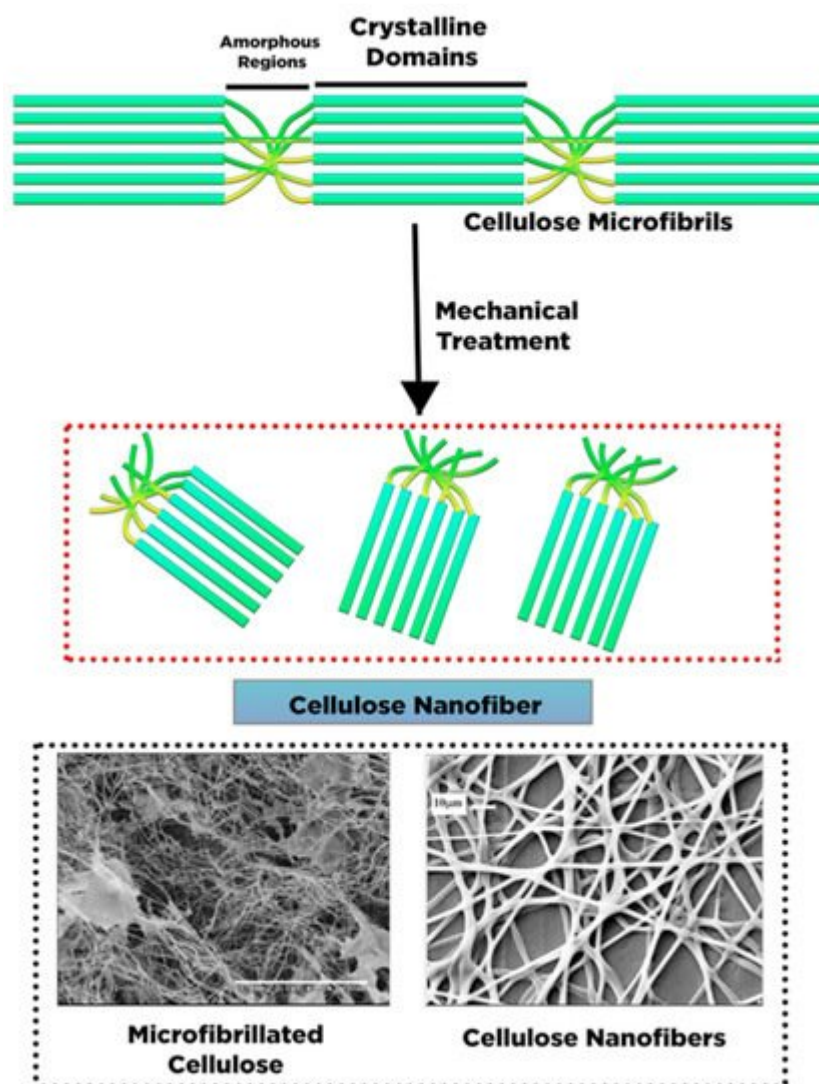 Amorphous
Regions
Crystalline
Domains
Cellulose Microfibrils
Mechanical
Treatment
Cellulose Nanofiber
10μm
Microfibrillated
Cellulose
Cellulose Nanofibers